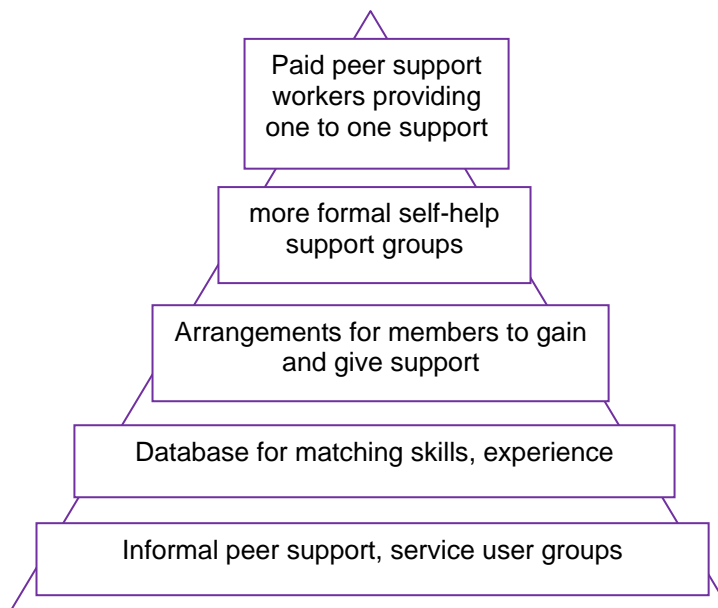 Paid peer support
workers providing
one to one support
more formal self-help
support groups
Arrangements for members to gain
and give support
Database for matching skills, experience
Informal peer support, service user groups